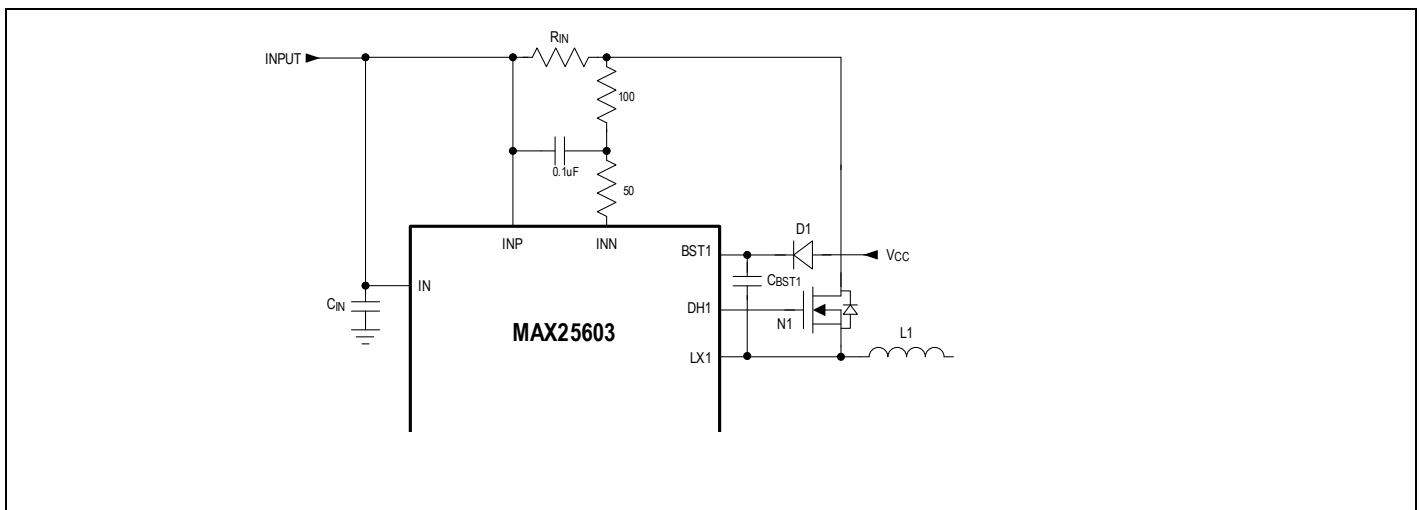 RIN
INPUT
100
0.1uF
50
INP
INN
D1
BST1
VCC
CBST1
IN
CIN
DH1
N1
MAX25603
L1
LX1